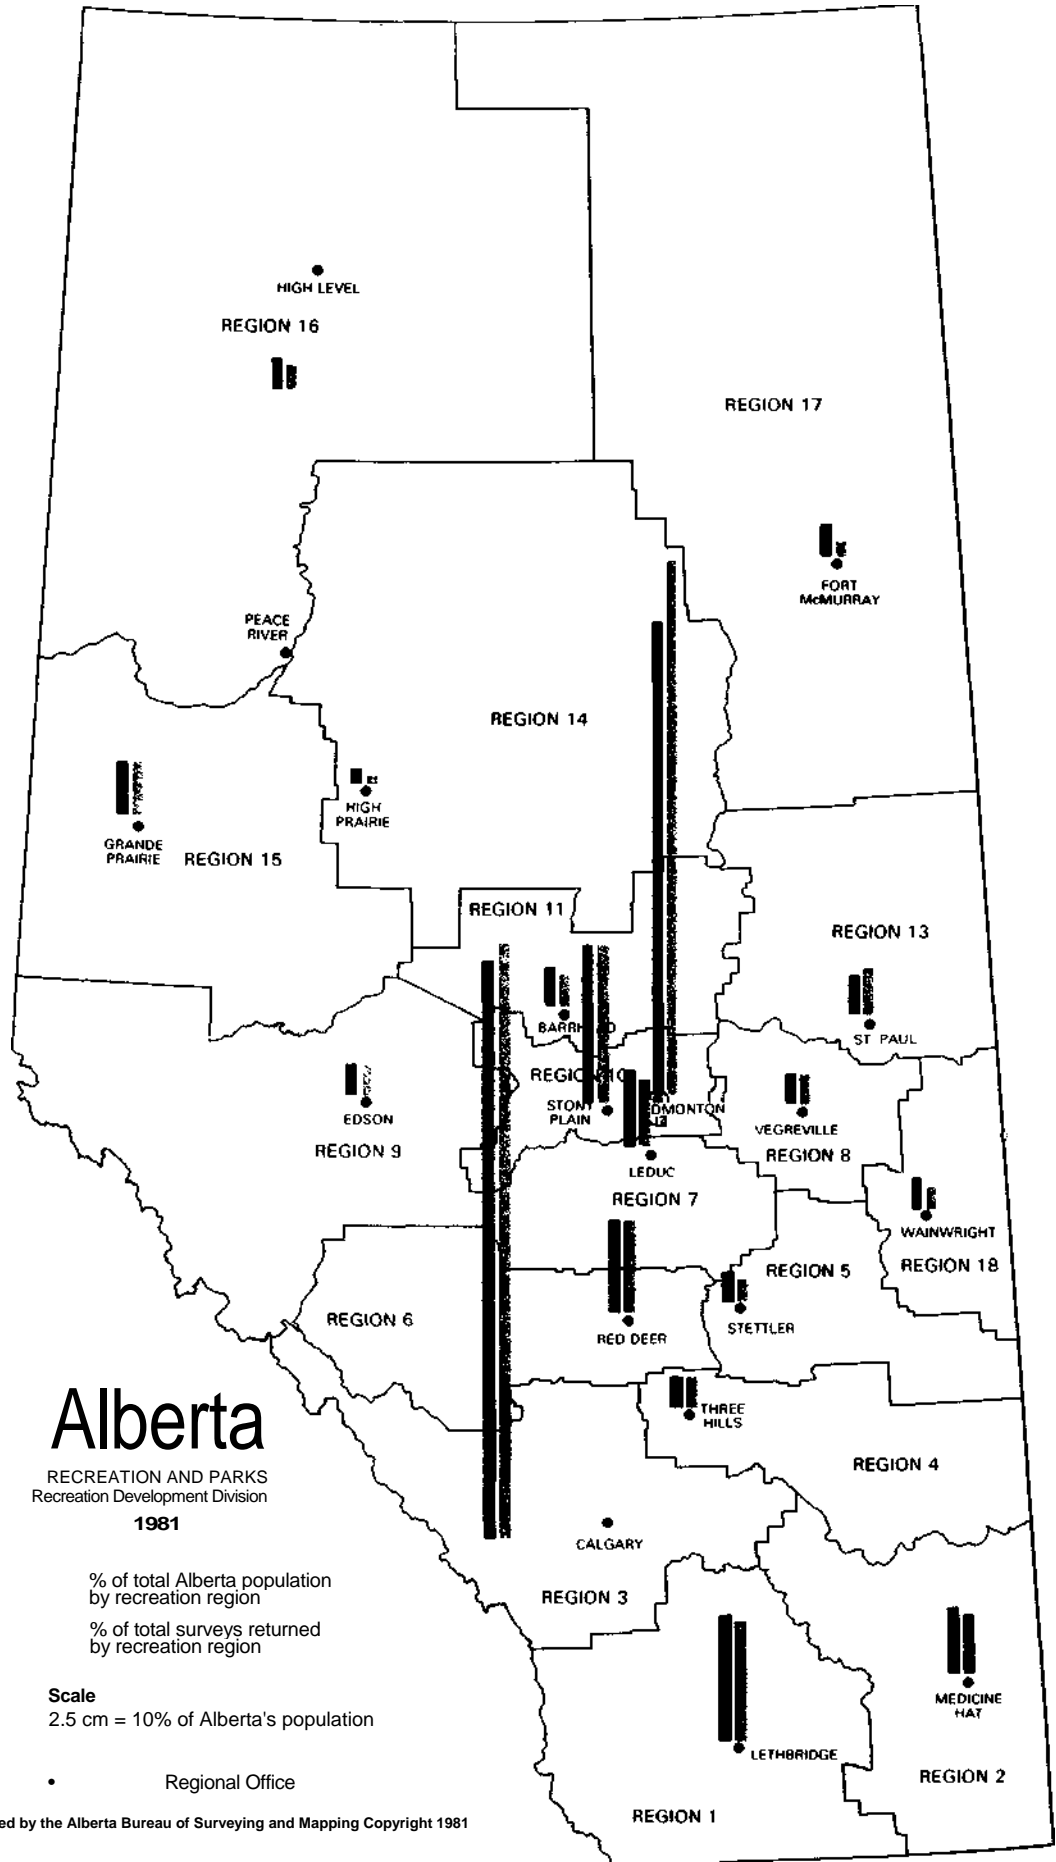 HIGH LEVEL
REGION 16
REGION 17
FORT
McMURRAY
PEACE
RIVER
REGION 14
HIGH
PRAIRIE
GRANDE
PRAIRIE
REGION 15
REGION 11
REGION 13
ST PAUL
EDSON
STONY
PLAIN
VEGREVILLE
REGION 9
REGION 8
LEDUC
REGION 7
WAINWRIGHT
REGION 18
REGION 5
REGION 6
RED DEER
STETTLER
THREE
HILLS
REGION 4
CALGARY
REGION 3
Alberta
RECREATION AND PARKS
Recreation Development Division
1981
% of total Alberta population
by recreation region
% of total surveys returned
by recreation region
Scale
2.5 cm = 10% of Alberta's population
• Regional Office
ed by the Alberta Bureau of Surveying and Mapping Copyright 1981
MEDICINE
HAT
LETHBRIDGE
REGION 2
REGION 1